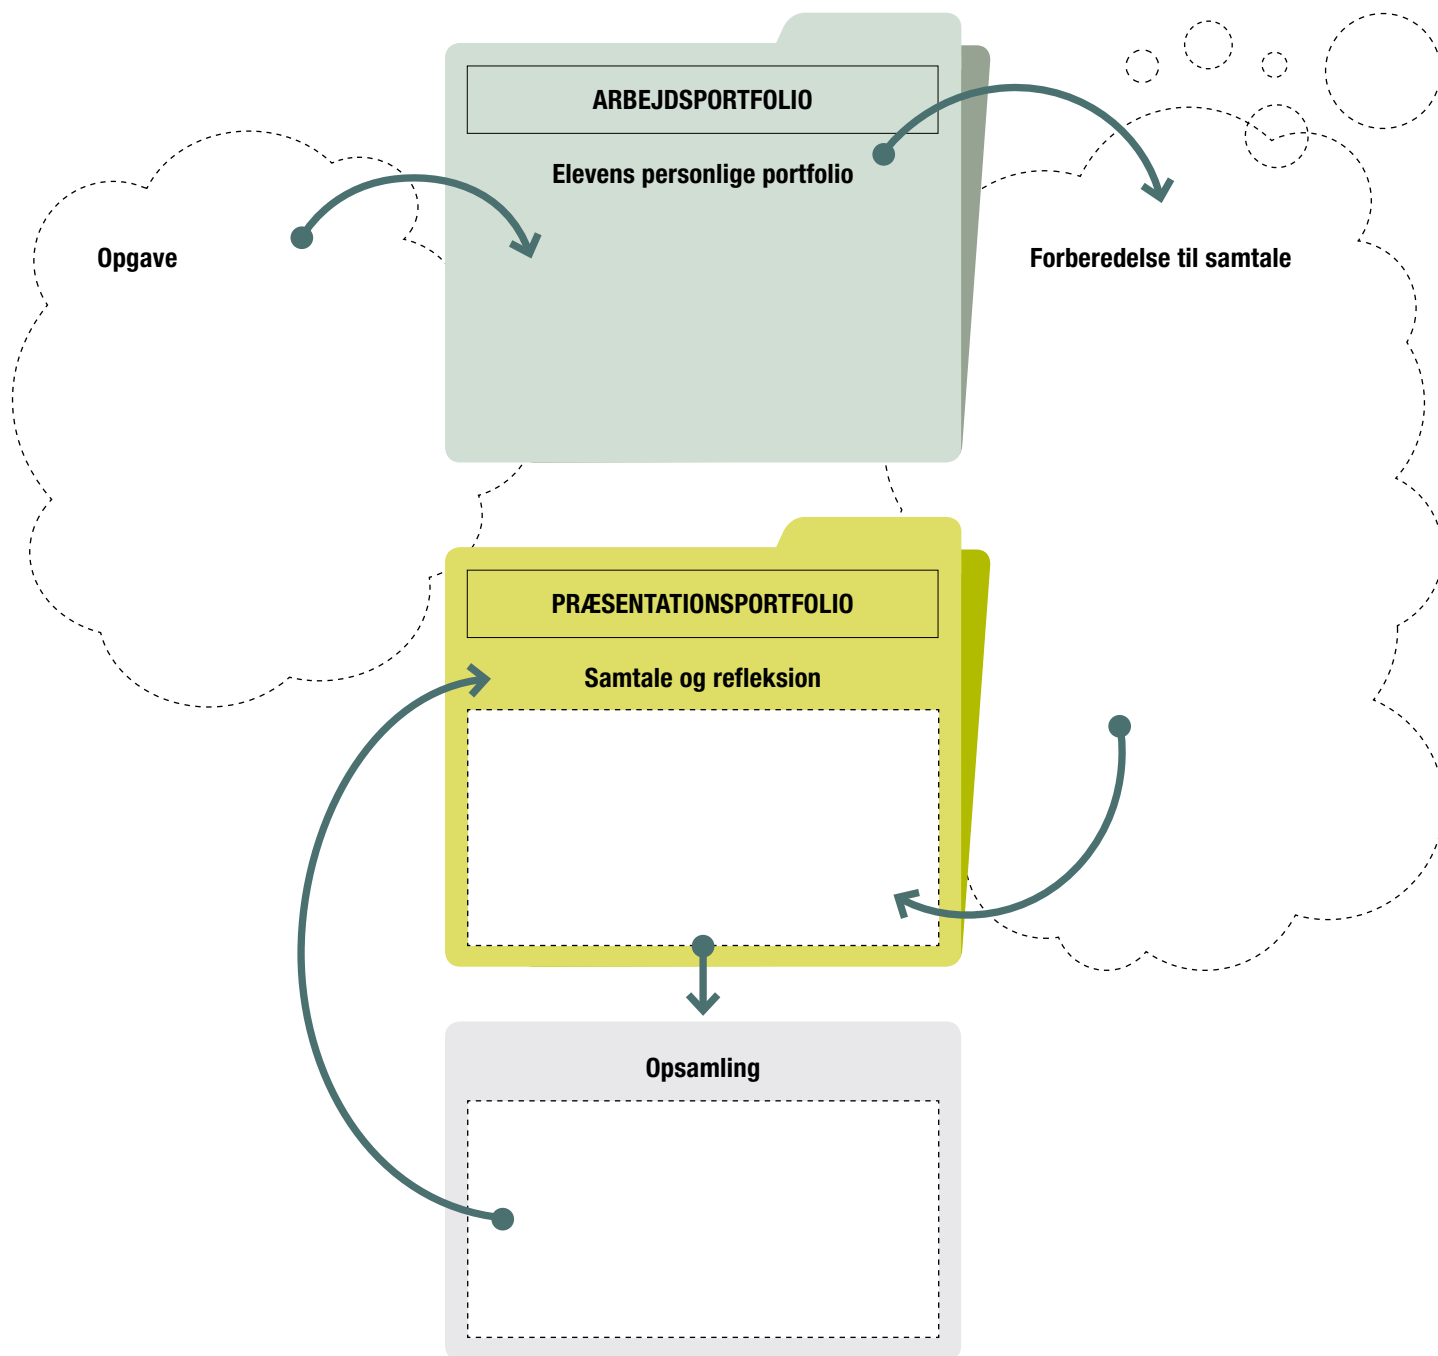 ARBEJDSPORTFOLIO
Elevens personlige portfolio
Opgave
Forberedelse til samtale
PRÆSENTATIONSPORTFOLIO
Samtale og refleksion
Opsamling